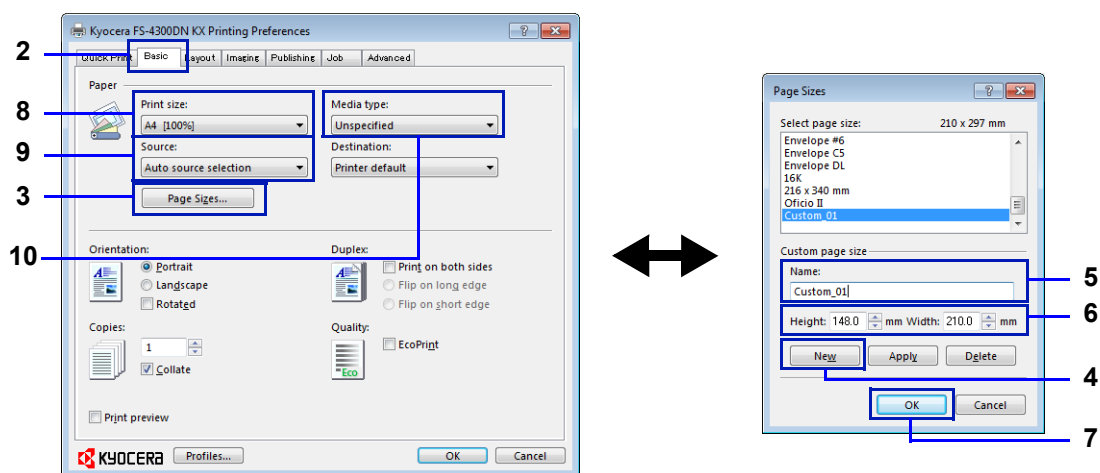 Kyocera FS-4300DN KX Printing Preferences
2
Quick Print Basic Layout Imaging Publishing Job Advanced
Paper
8
Print size:
Media type:
A4 [100%]
Unspecified
9
Source:
Destination:
Auto source selection
Printer default
3
Page Sizes...
10
Orientation:
Duplex:
Portrait
Print on both sides
Landscape
Flip on long edge
Rotated
Flip on short edge
Copies:
Quality:
1
EcoPrint
Collate
Eco
Print preview
KYOCERA
Profiles...
OK
Cancel
Page Sizes
Select page size:
210 x 297 mm
Envelope #6
Envelope C5
Envelope DL
16K
216 x 340 mm
Oficio II
Custom_01
Custom page size
Name:
5
Custom_01
Height: 148.0 mm Width: 210.0 mm
6
New
Apply
Delete
4
OK
Cancel
7